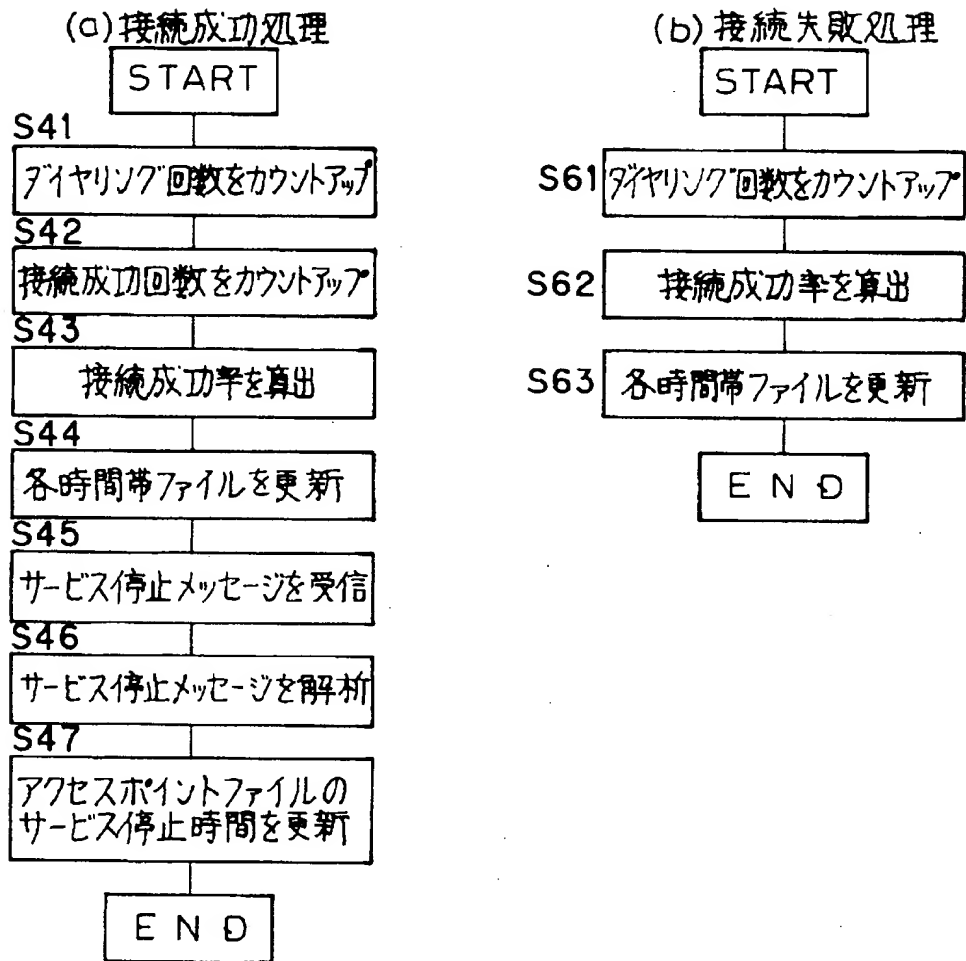 (a)接続成功処理
START
S41
ダイヤリング回数をカウントアップ
S42
接続成功回数をカウントアップ
S43
接続成功率を算出
S44
各時間帯ファイルを更新
S45
サービス停止メッセージを受信
S46
サービス停止メッセージを解析
S47
アクセスポイントファイルの
サービス停止時間を更新
END
(b)接続失敗処理
START
S61
ダイヤリング回数をカウントアップ
S62
接続成功率を算出
S63
各時間帯ファイルを更新
END